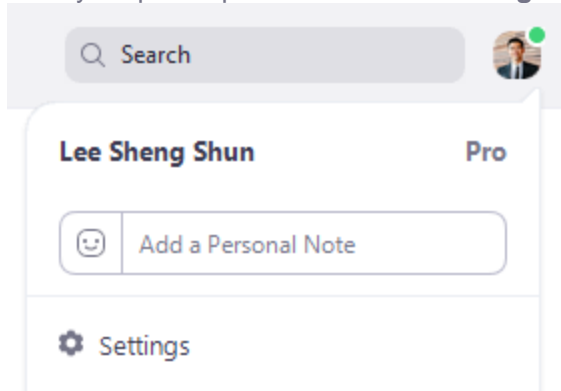 Search
Lee Sheng Shun
Pro
Add a Personal Note
Settings